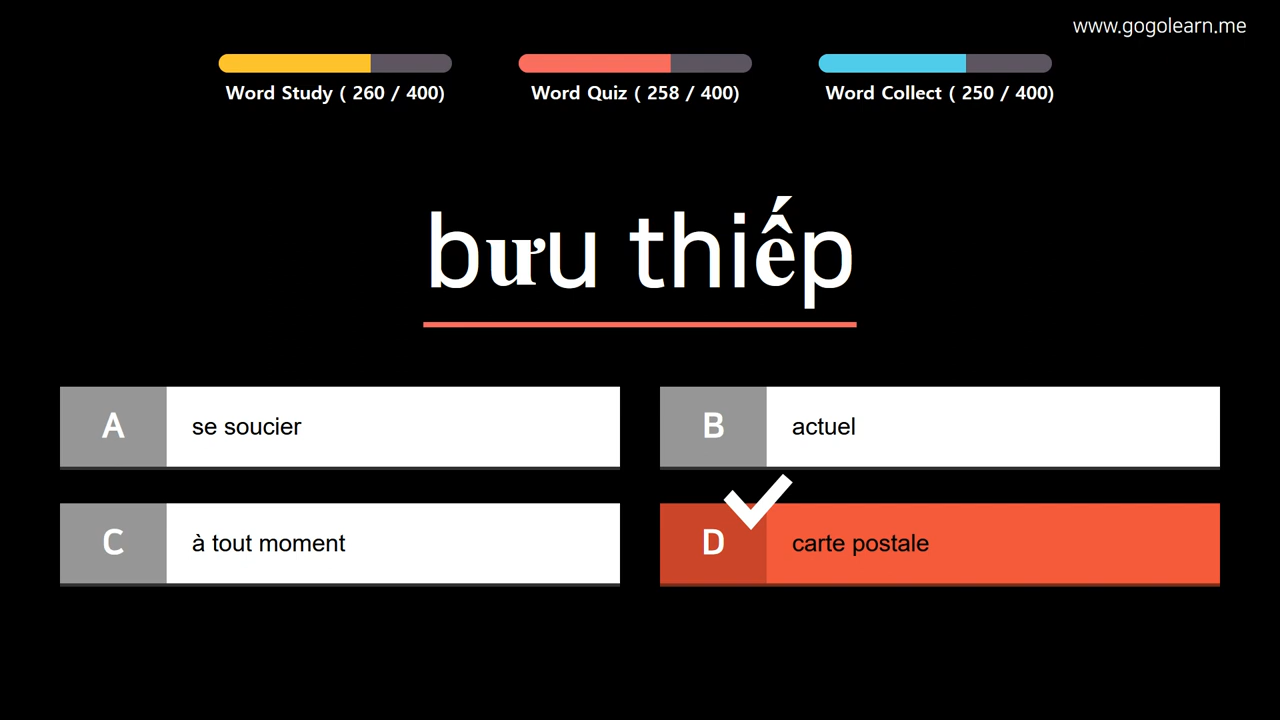 www.gogolearn.me
Word Study ( 260 / 400)
Word Quiz ( 258 / 400)
Word Collect ( 250 / 400)
bưu thiếp
A se soucier
B actuel
C à tout moment
D carte postale